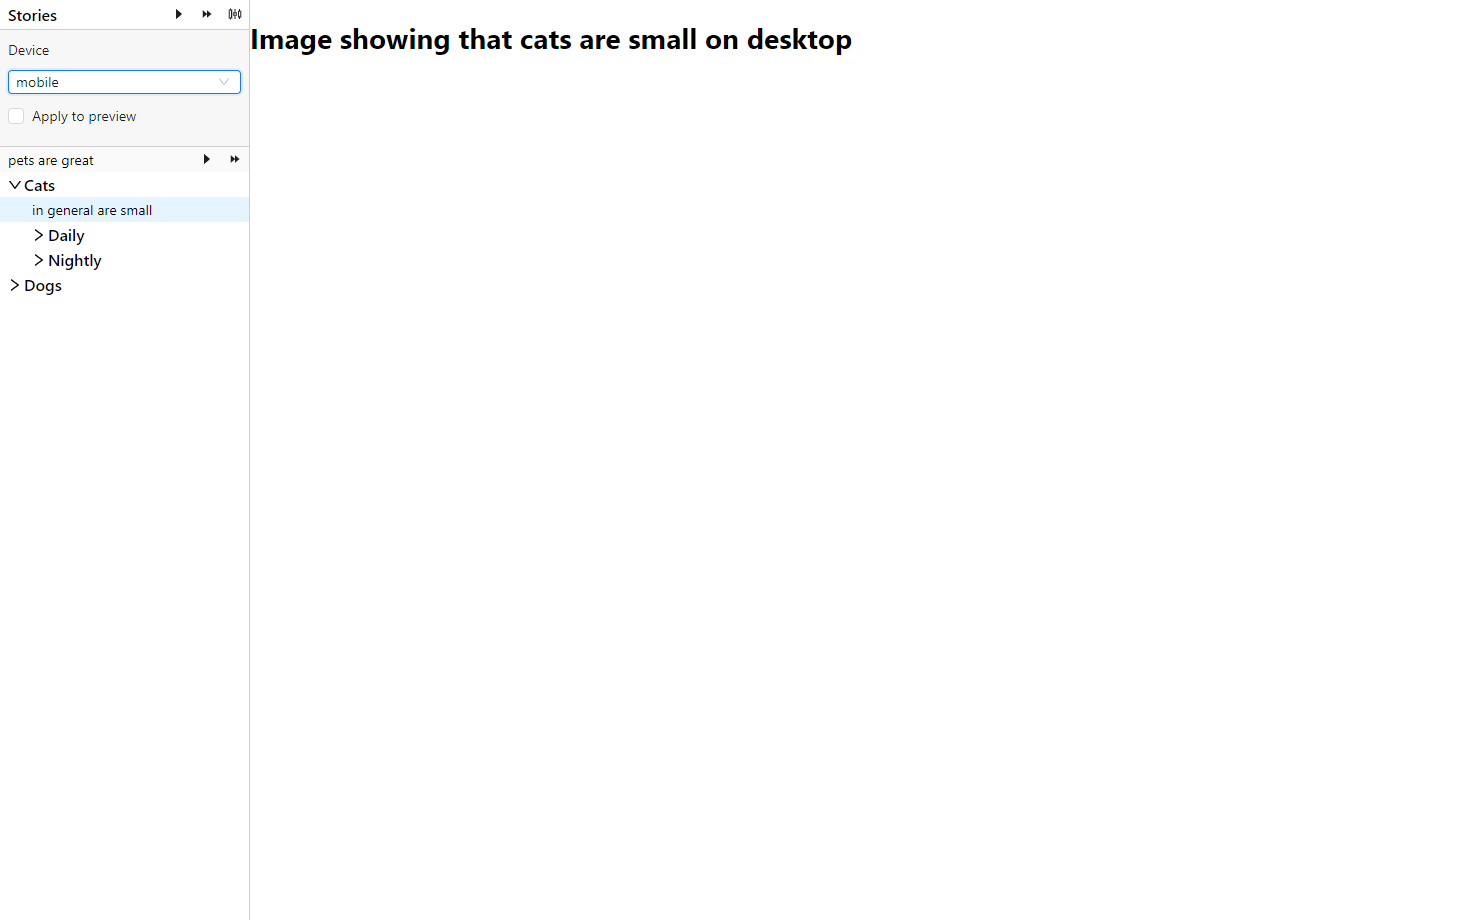 Stories
Device
mobile
Apply to preview
pets are great
Cats
in general are small
Daily
Nightly
Dogs
Image showing that cats are small on desktop